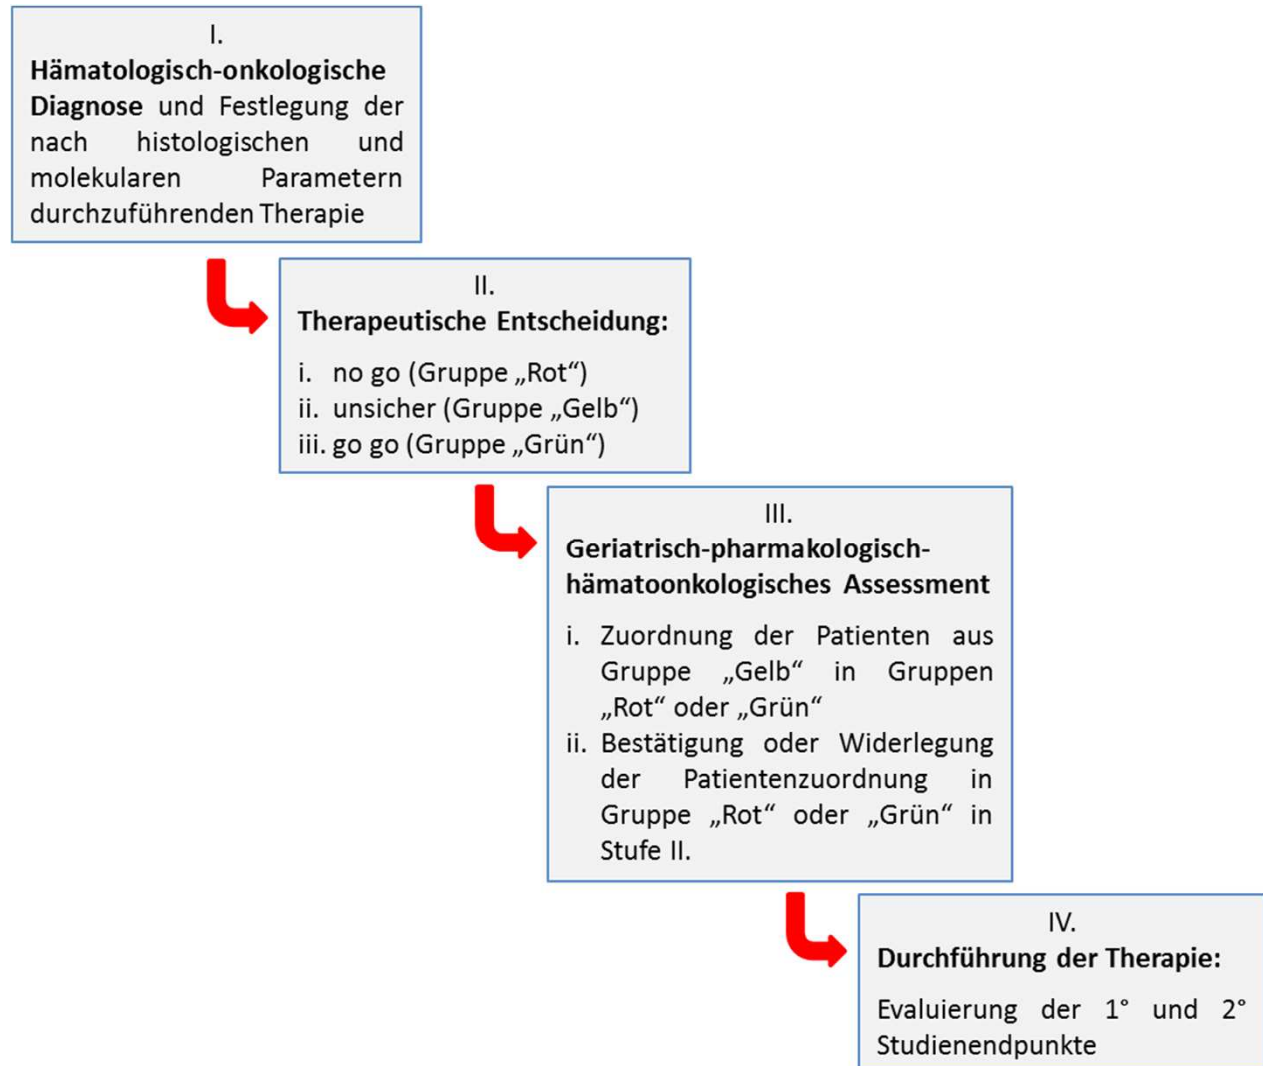 I.
Hämatologisch-onkologische
Diagnose und Festlegung der
nach histologischen und
molekularen Parametern
durchzuführenden Therapie
II.
Therapeutische Entscheidung:
i. no go (Gruppe „Rot“)
ii. unsicher (Gruppe „Gelb“)
iii. go go (Gruppe „Grün“)
III.
Geriatrisch-pharmakologisch-
hämatoonkologisches Assessment
i. Zuordnung der Patienten aus
Gruppe „Gelb“ in Gruppen
„Rot“ oder „Grün“
ii. Bestätigung oder Widerlegung
der Patientenzuordnung in
Gruppe „Rot“ oder „Grün“ in
Stufe II.
IV.
Durchführung der Therapie:
Evaluierung der 1° und 2°
Studienendpunkte